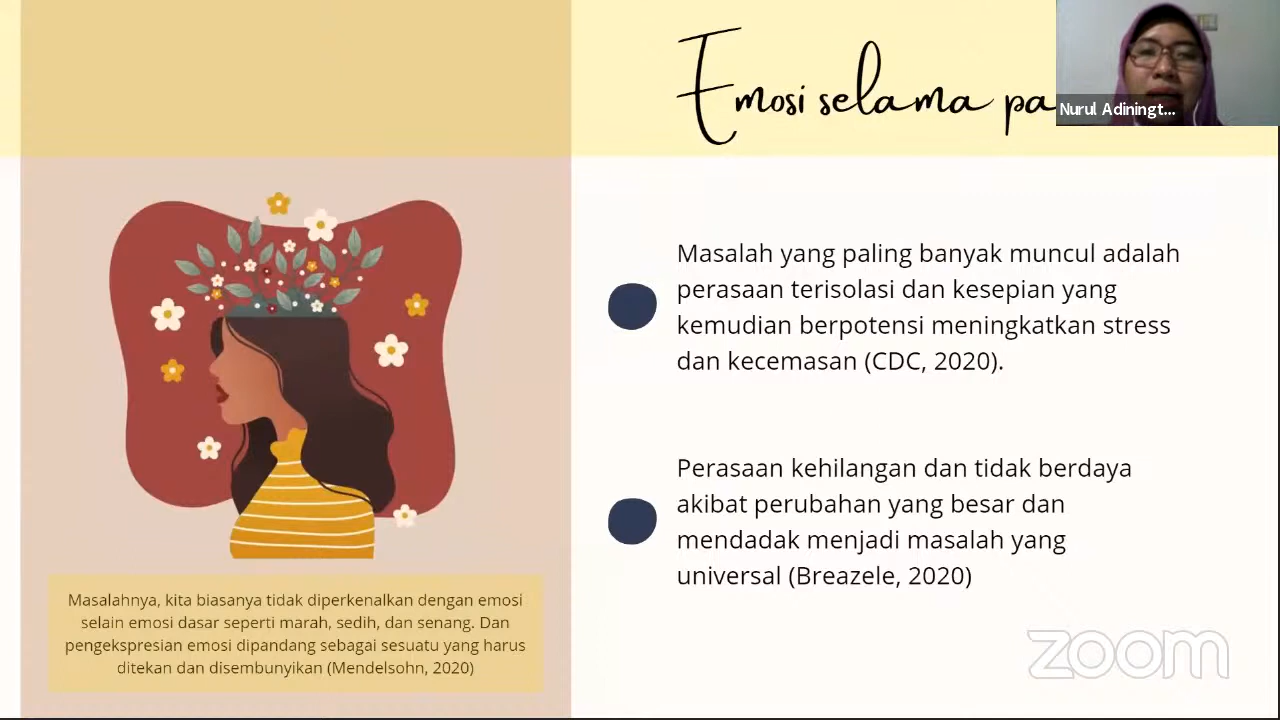 Emosi selama pa
Nurul Adiningt...
Masalah yang paling banyak muncul adalah
perasaan terisolasi dan kesepian yang
kemudian berpotensi meningkatkan stress
dan kecemasan (CDC, 2020).
Perasaan kehilangan dan tidak berdaya
akibat perubahan yang besar dan
mendadak menjadi masalah yang
universal (Breazele, 2020)
Masalahnya, kita biasanya tidak diperkenalkan dengan emosi
selain emosi dasar seperti marah, sedih, dan senang. Dan
pengekspresian emosi dipandang sebagai sesuatu yang harus
ditekan dan disembunyikan (Mendelsohn, 2020)
zoom